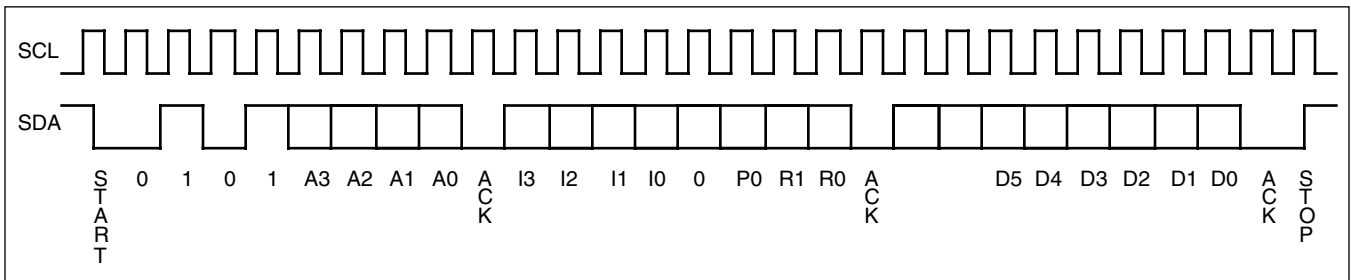 SCL
SDA
START 0 1 0 1 A3 A2 A1 A0 ACK I3 I2 I1 I0 0 P0 R1 R0 ACK D5 D4 D3 D2 D1 D0 ACK STOP